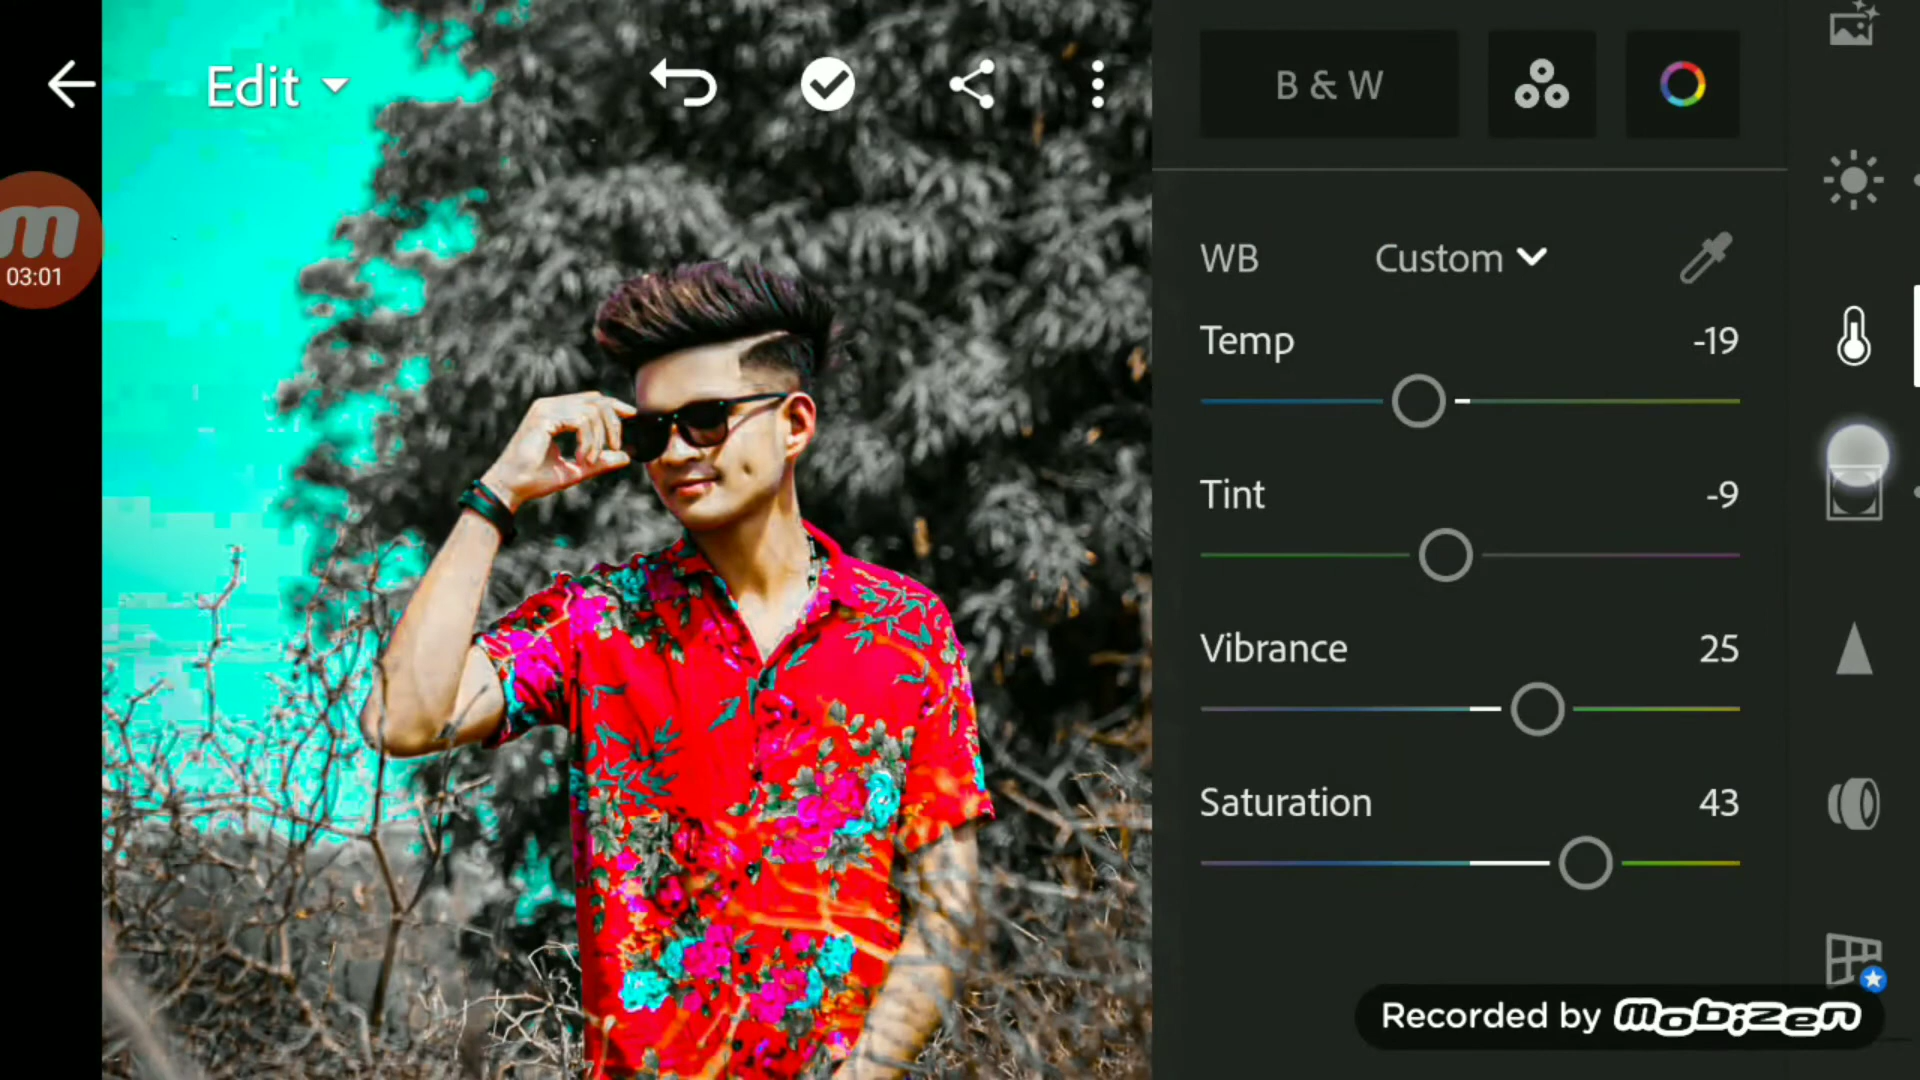 Edit
B & W
m
03:01
WB Custom
Temp -19
Tint -9
Vibrance 25
Saturation 43
Recorded by mobizen